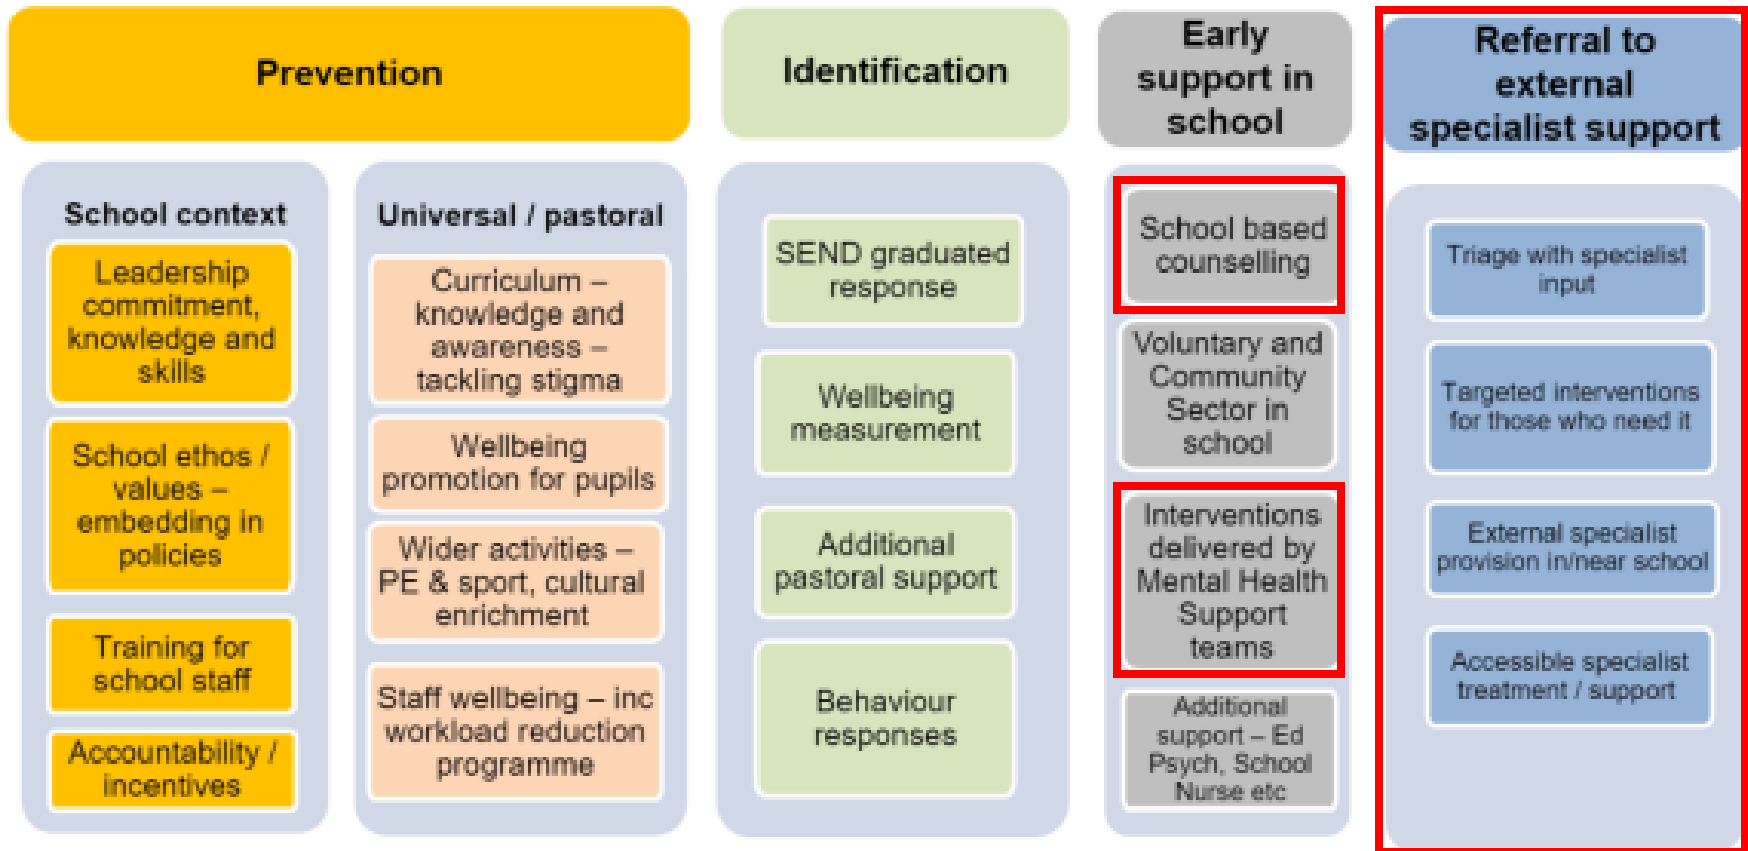 Prevention
School context
Leadership
commitment,
knowledge and
skills
School ethos /
values –
embedding in
policies
Training for
school staff
Accountability /
incentives
Universal / pastoral
Curriculum –
knowledge and
awareness –
tackling stigma
Wellbeing
promotion for pupils
Wider activities –
PE & sport, cultural
enrichment
Staff wellbeing – inc
workload reduction
programme
Identification
SEND graduated
response
Wellbeing
measurement
Additional
pastoral support
Behaviour
responses
Early
support in
school
School based
counselling
Voluntary and
Community
Sector in
school
Interventions
delivered by
Mental Health
Support
teams
Additional
support – Ed
Psych, School
Nurse etc
Referral to
external
specialist support
Triage with specialist
input
Targeted interventions
for those who need it
External specialist
provision in/near school
Accessible specialist
treatment / support